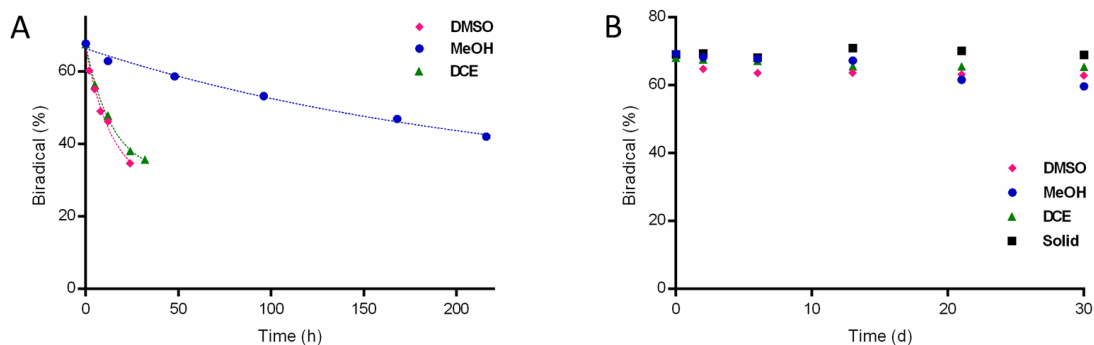 A
Biradical (%)
60
40
20
0
0
50
100
150
200
Time (h)
DMSO
MeOH
DCE
B
Biradical (%)
80
60
40
20
0
0
10
20
30
Time (d)
DMSO
MeOH
DCE
Solid